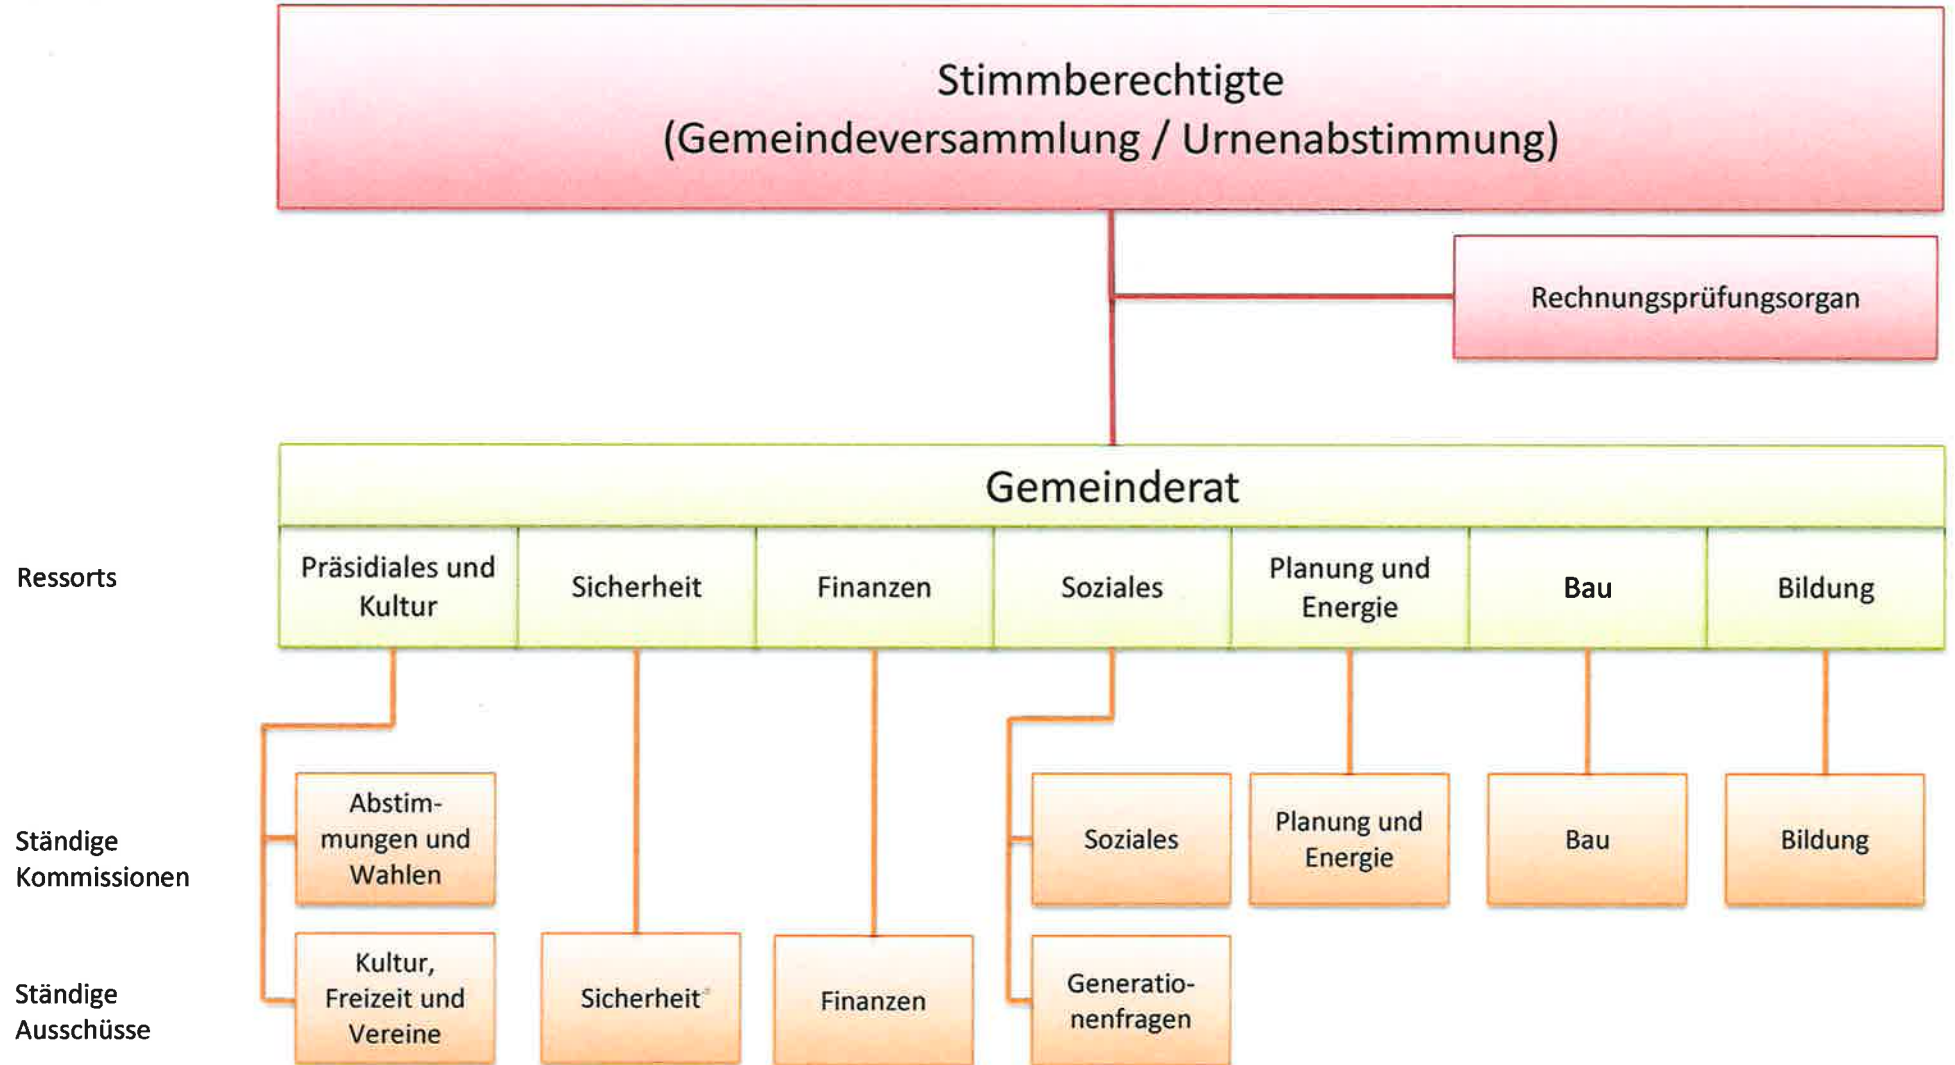 Stimmberechtigte
(Gemeindeversammlung / Urnenabstimmung)
Rechnungsprüfungsorgan
Gemeinderat
Ressorts
Präsidiales und
Kultur
Sicherheit
Finanzen
Soziales
Planung und
Energie
Bau
Bildung
Ständige
Kommissionen
Abstim-
mungen und
Wahlen
Soziales
Planung und
Energie
Bau
Bildung
Ständige
Ausschüsse
Kultur,
Freizeit und
Vereine
Sicherheit
Finanzen
Generatio-
nenfragen